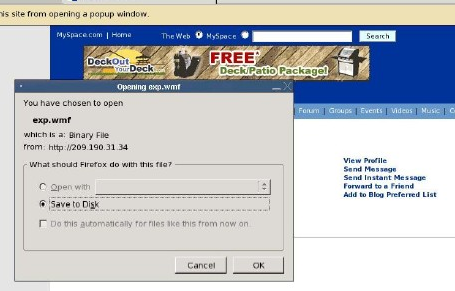 his site from opening a popup window.
MySpace.com | Home
The Web MySpace Search
DeckOut YourDeck.com FREE* Deck/Patio Package!
Opening exp.wmf
Forum | Groups | Events | Videos | Music | C
You have chosen to open
exp.wmf
which is a: Binary File
from: http://209.190.31.34
What should Firefox do with this file?
Open with
Save to Disk
Do this automatically for files like this from now on.
Cancel OK
View Profile
Send Message
Send Instant Message
Forward to a Friend
Add to Blog Preferred List